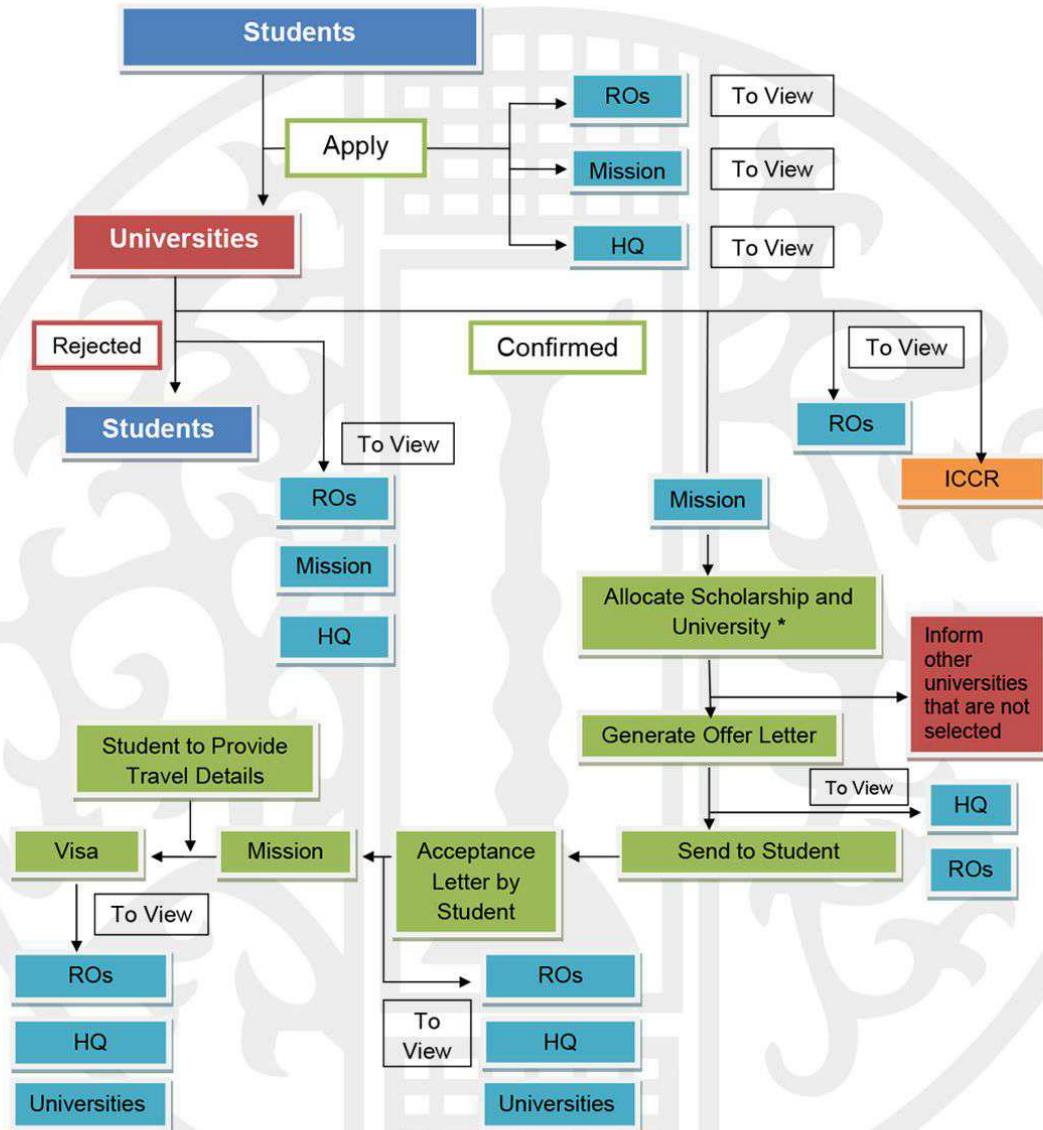 Students
ROs
To View
Apply
Mission
To View
Universities
HQ
To View
Rejected
Confirmed
To View
Students
To View
ROs
ICCR
ROs
Mission
Mission
Allocate Scholarship and
University *
HQ
Inform
other
universities
that are not
selected
Student to Provide
Travel Details
Generate Offer Letter
To View
HQ
Visa
Mission
Acceptance
Letter by
Student
Send to Student
ROs
To View
ROs
HQ
Universities
To
View
ROs
HQ
Universities